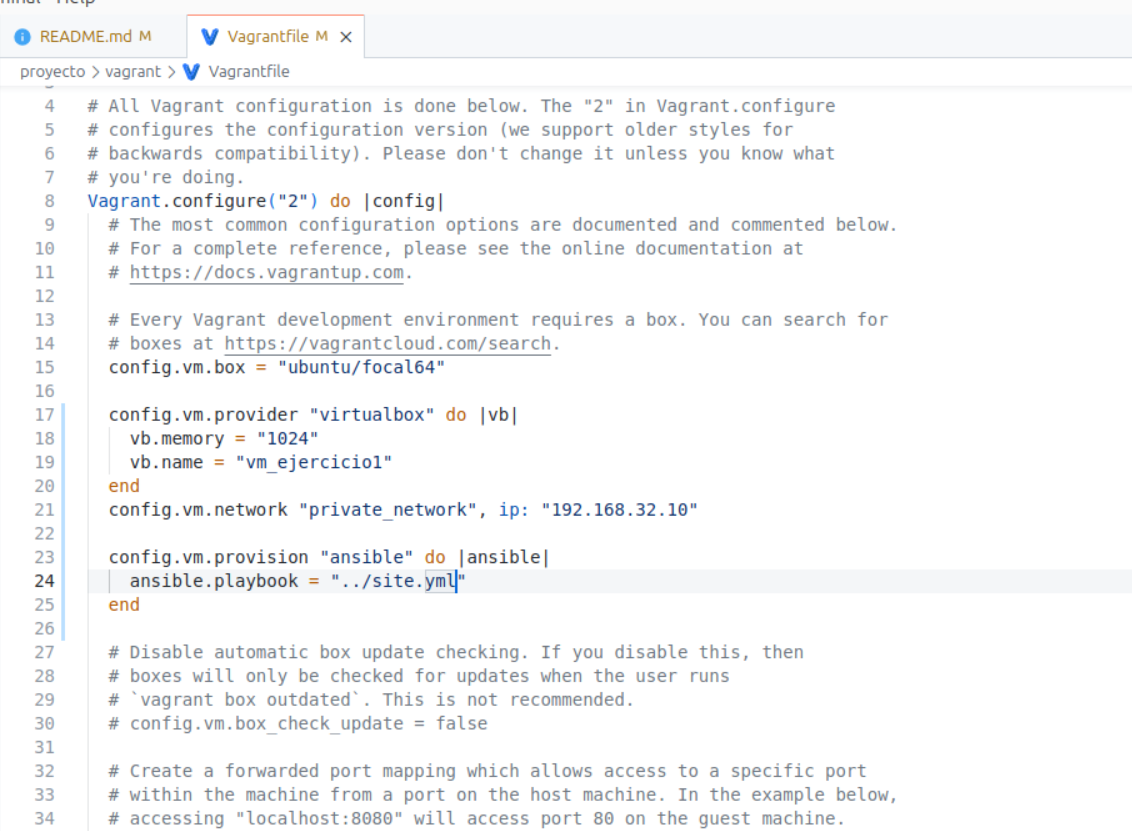 README.md M
Vagrantfile M
proyecto > vagrant > Vagrantfile
4 # All Vagrant configuration is done below. The "2" in Vagrant.configure
5 # configures the configuration version (we support older styles for
6 # backwards compatibility). Please don't change it unless you know what
7 # you're doing.
8 Vagrant.configure("2") do |config|
9   # The most common configuration options are documented and commented below.
10   # For a complete reference, please see the online documentation at
11   # https://docs.vagrantup.com.
12
13   # Every Vagrant development environment requires a box. You can search for
14   # boxes at https://vagrantcloud.com/search.
15   config.vm.box = "ubuntu/focal64"
16
17   config.vm.provider "virtualbox" do |vb|
18     vb.memory = "1024"
19     vb.name = "vm_ejercicio1"
20   end
21   config.vm.network "private_network", ip: "192.168.32.10"
22
23   config.vm.provision "ansible" do |ansible|
24     ansible.playbook = "../site.yml"
25   end
26
27   # Disable automatic box update checking. If you disable this, then
28   # boxes will only be checked for updates when the user runs
29   # `vagrant box outdated`. This is not recommended.
30   # config.vm.box_check_update = false
31
32   # Create a forwarded port mapping which allows access to a specific port
33   # within the machine from a port on the host machine. In the example below,
34   # accessing "localhost:8080" will access port 80 on the guest machine.